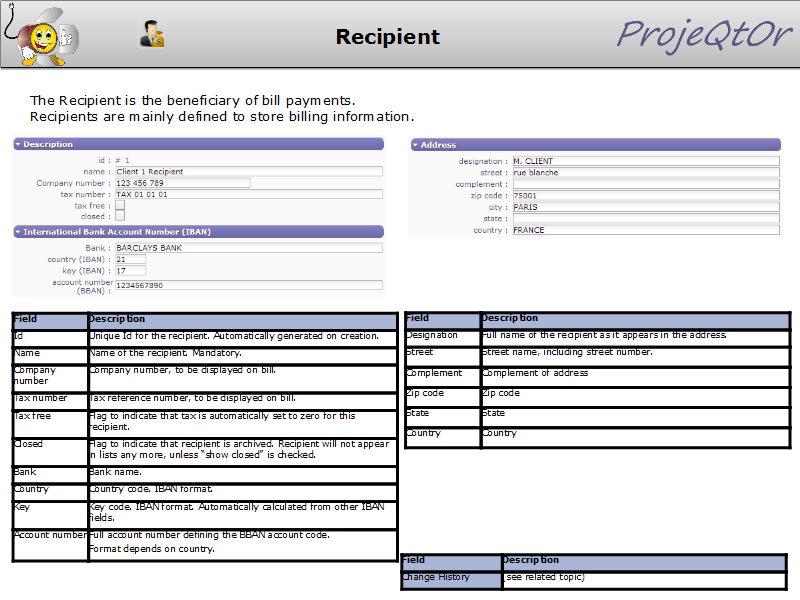 Recipient
ProjeQtOr
The Recipient is the beneficiary of bill payments.
Recipients are mainly defined to store billing information.
Description
id : # 1
name : Client 1 Recipient
Company number : 123 456 789
tax number : TAX 01 01 01
tax free :
closed :
International Bank Account Number (IBAN)
Bank : BARCLAYS BANK
country (IBAN) : 21
key (IBAN) : 17
account number
(BBAN) : 1234567890
Address
designation : M. CLIENT
street : rue blanche
complement :
zip code : 75001
city : PARIS
state :
country : FRANCE
Field Description
Id Unique Id for the recipient. Automatically generated on creation.
Name Name of the recipient. Mandatory.
Company number Company number, to be displayed on bill.
Tax number Tax reference number, to be displayed on bill.
Tax free Flag to indicate that tax is automatically set to zero for this
recipient.
Closed Flag to indicate that recipient is archived. Recipient will not appear
in lists any more, unless “show closed” is checked.
Bank Bank name.
Country Country code. IBAN format.
Key Key code. IBAN format. Automatically calculated from other IBAN
fields.
Account number Full account number defining the BBAN account code.
Format depends on country.
Field Description
Designation Full name of the recipient as it appears in the address.
Street Street name, including street number.
Complement Complement of address
Zip code Zip code
State State
Country Country
Field Description
Change History (see related topic)